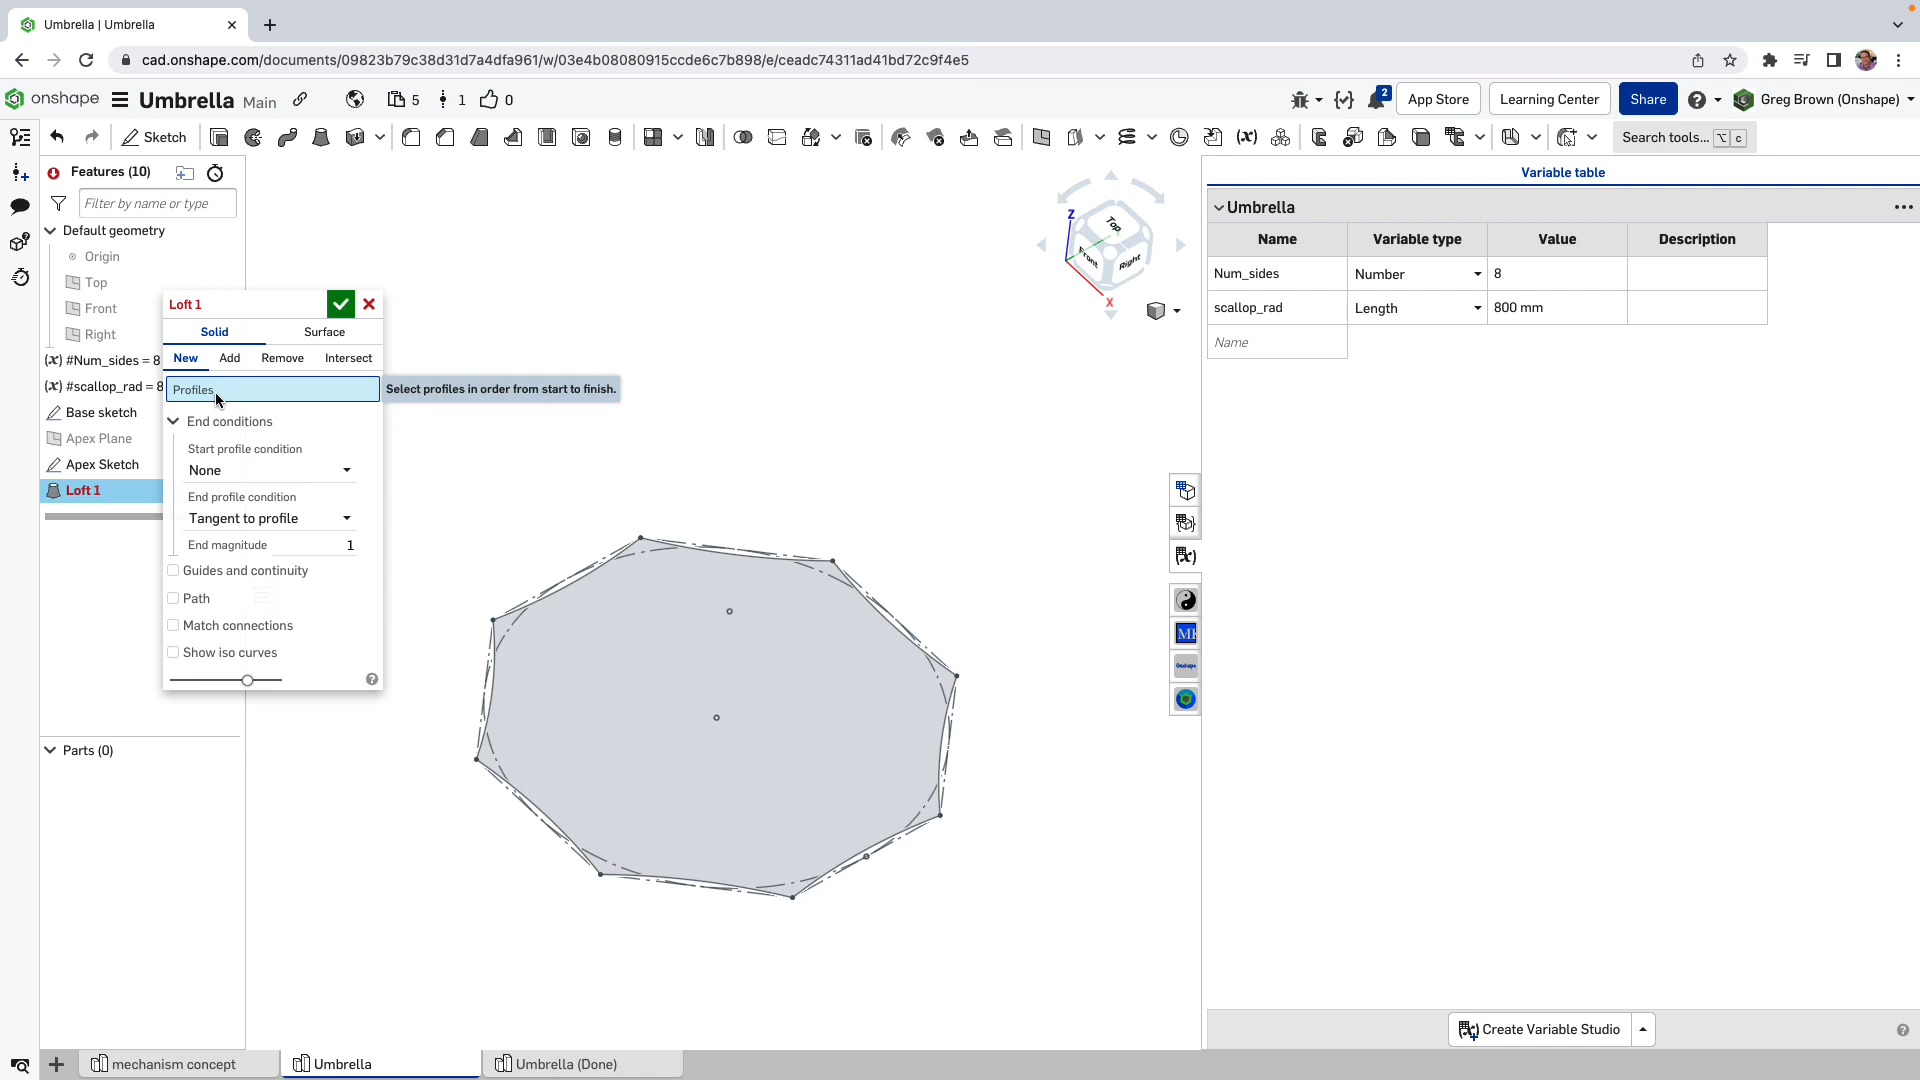 Umbrella | Umbrella
cad.onshape.com/documents/09823b79c38d31d7a4dfa961/w/03e4b08080915ccde6c7b898/e/ceadc74311ad41bd72c9f4e5
onshape Umbrella Main 5 1 0 2 App Store Learning Center Share Greg Brown (Onshape)
Sketch Search tools... ⌥ c
Features (10)
Filter by name or type
Default geometry
Origin
Top
Front
Right
(x) #Num_sides = 8
(x) #scallop_rad = 8
Base sketch
Apex Plane
Apex Sketch
Loft 1
Parts (0)
Loft 1
Solid Surface
New Add Remove Intersect
Profiles
Select profiles in order from start to finish.
End conditions
Start profile condition
None
End profile condition
Tangent to profile
End magnitude 1
Guides and continuity
Path
Match connections
Show iso curves
Z
Top
Front
Right
X
(x)
MK
Onshape
Variable table
Umbrella
Name Variable type Value Description
Num_sides Number 8
scallop_rad Length 800 mm
Name
Create Variable Studio
mechanism concept Umbrella Umbrella (Done)